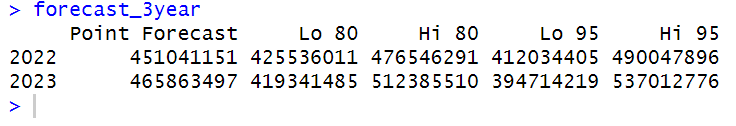 > forecast_3year
Point Forecast Lo 80 Hi 80 Lo 95 Hi 95
2022 451041151 425536011 476546291 412034405 490047896
2023 465863497 419341485 512385510 394714219 537012776
>